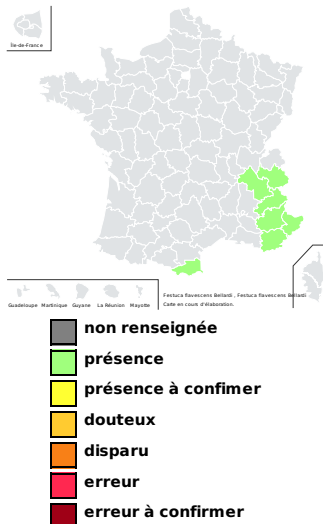 Île-de-France
Guadeloupe Martinique Guyane La Réunion Mayotte
Festuca flavescens Bellardi , Festuca flavescens Bellardi
Carte en cours d'élaboration.
non renseignée
présence
présence à confimer
douteux
disparu
erreur
erreur à confirmer